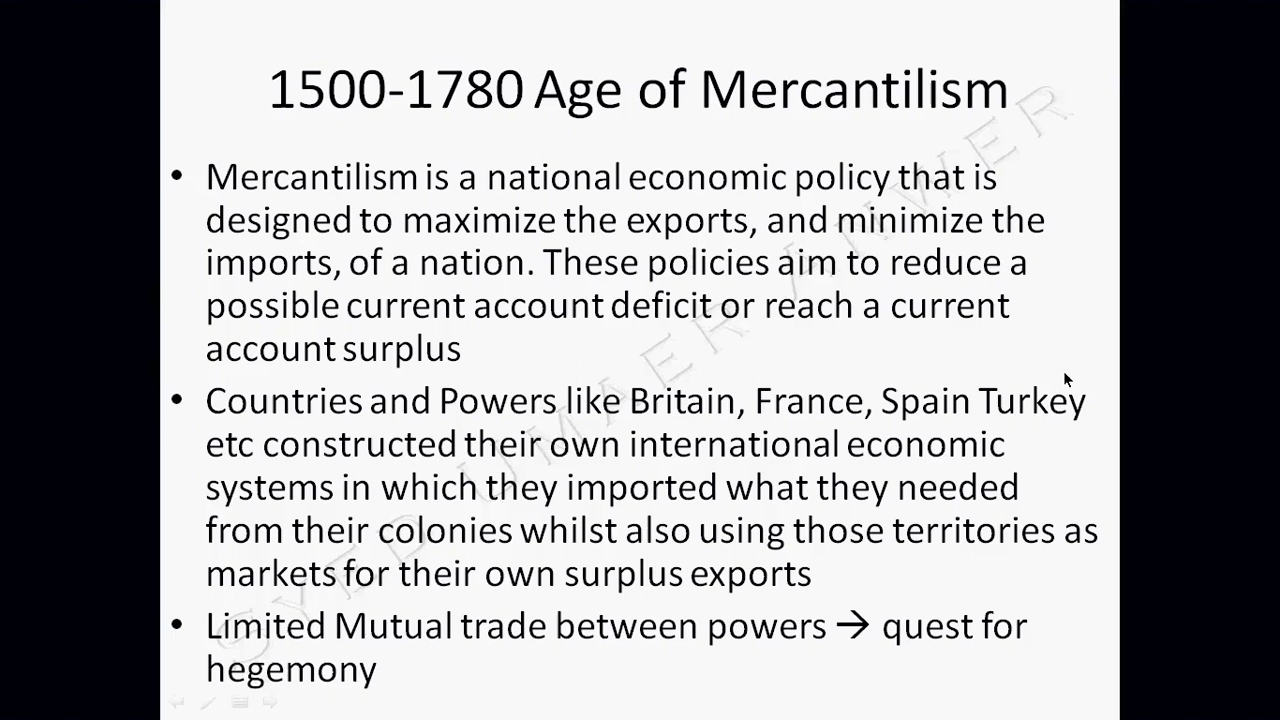 1500-1780 Age of Mercantilism
• Mercantilism is a national economic policy that is
designed to maximize the exports, and minimize the
imports, of a nation. These policies aim to reduce a
possible current account deficit or reach a current
account surplus
• Countries and Powers like Britain, France, Spain Turkey
etc constructed their own international economic
systems in which they imported what they needed
from their colonies whilst also using those territories as
markets for their own surplus exports
• Limited Mutual trade between powers → quest for
hegemony
SYED UMAER ANWER